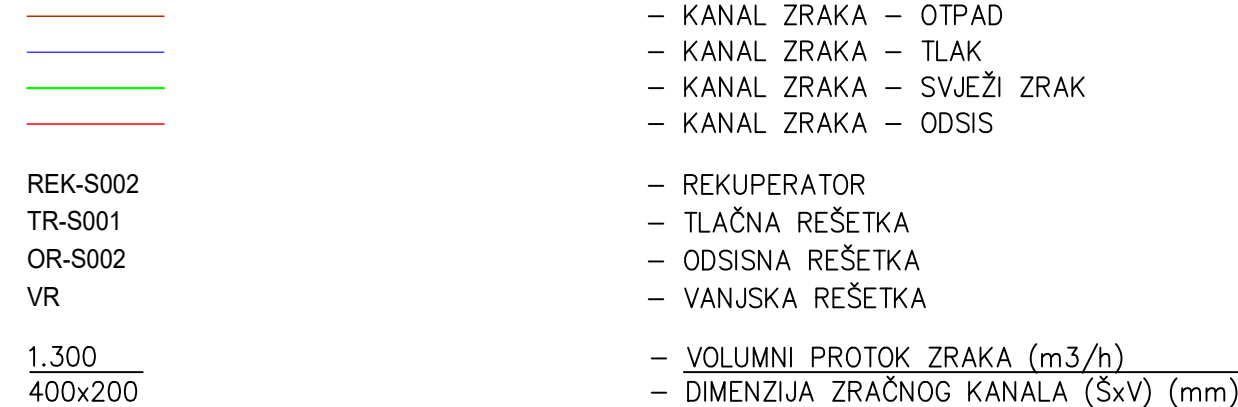 – KANAL ZRAKA – OTPAD
– KANAL ZRAKA – TLAK
– KANAL ZRAKA – SVJEŽI ZRAK
– KANAL ZRAKA – ODSIS
REK-S002 – REKUPERATOR
TR-S001 – TLAČNA REŠETKA
OR-S002 – ODSISNA REŠETKA
VR – VANJSKA REŠETKA
1.300 – VOLUMNI PROTOK ZRAKA (m3/h)
400x200 – DIMENZIJA ZRAČNOG KANALA (ŠxV) (mm)